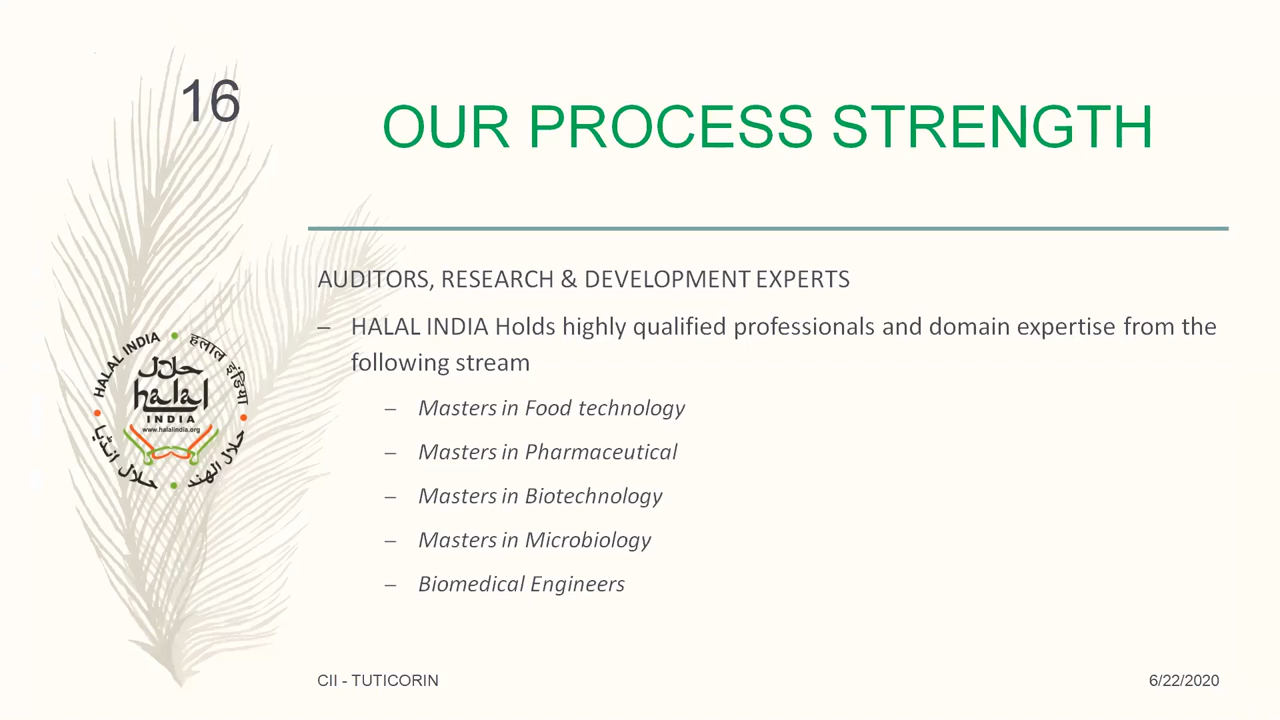 16
OUR PROCESS STRENGTH
AUDITORS, RESEARCH & DEVELOPMENT EXPERTS
– HALAL INDIA Holds highly qualified professionals and domain expertise from the
following stream
– Masters in Food technology
– Masters in Pharmaceutical
– Masters in Biotechnology
– Masters in Microbiology
– Biomedical Engineers
HALAL INDIA
हलाल इंडिया
حلال
halal
INDIA
www.halalindia.org
حلال انڈیا
حلال الهند
CII - TUTICORIN
6/22/2020